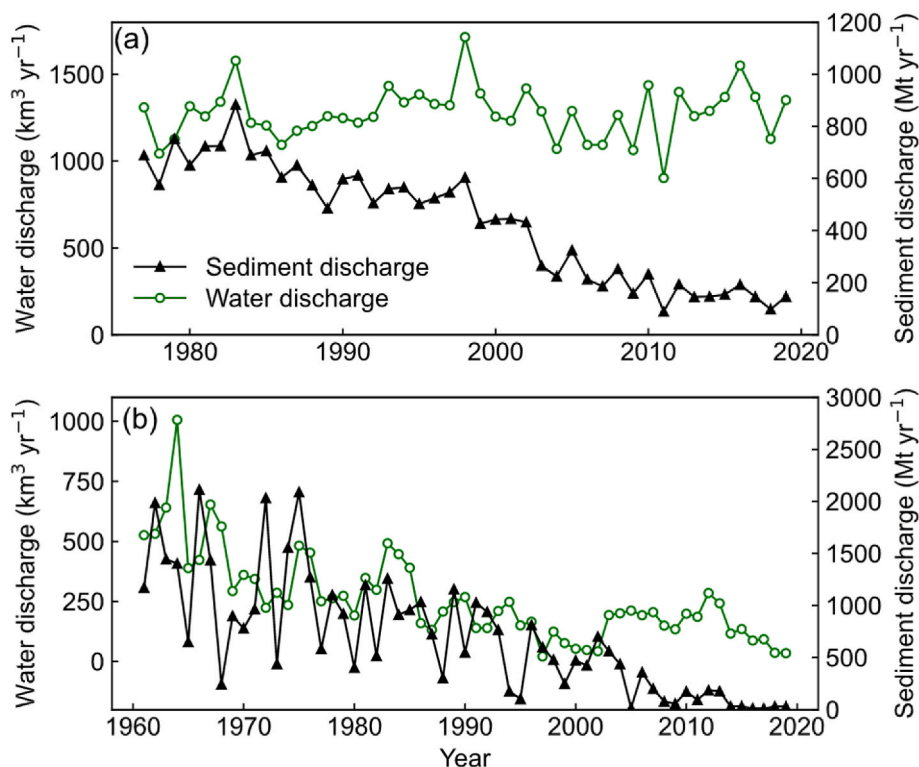 (a)
Water discharge (km³ yr⁻¹)
1500
1000
500
0
Sediment discharge
Water discharge
1200
1000
800
600
400
200
0
Sediment discharge (Mt yr⁻¹)
1980 1990 2000 2010 2020
(b)
Water discharge (km³ yr⁻¹)
1000
750
500
250
0
3000
2500
2000
1500
1000
500
0
Sediment discharge (Mt yr⁻¹)
1960 1970 1980 1990 2000 2010 2020
Year